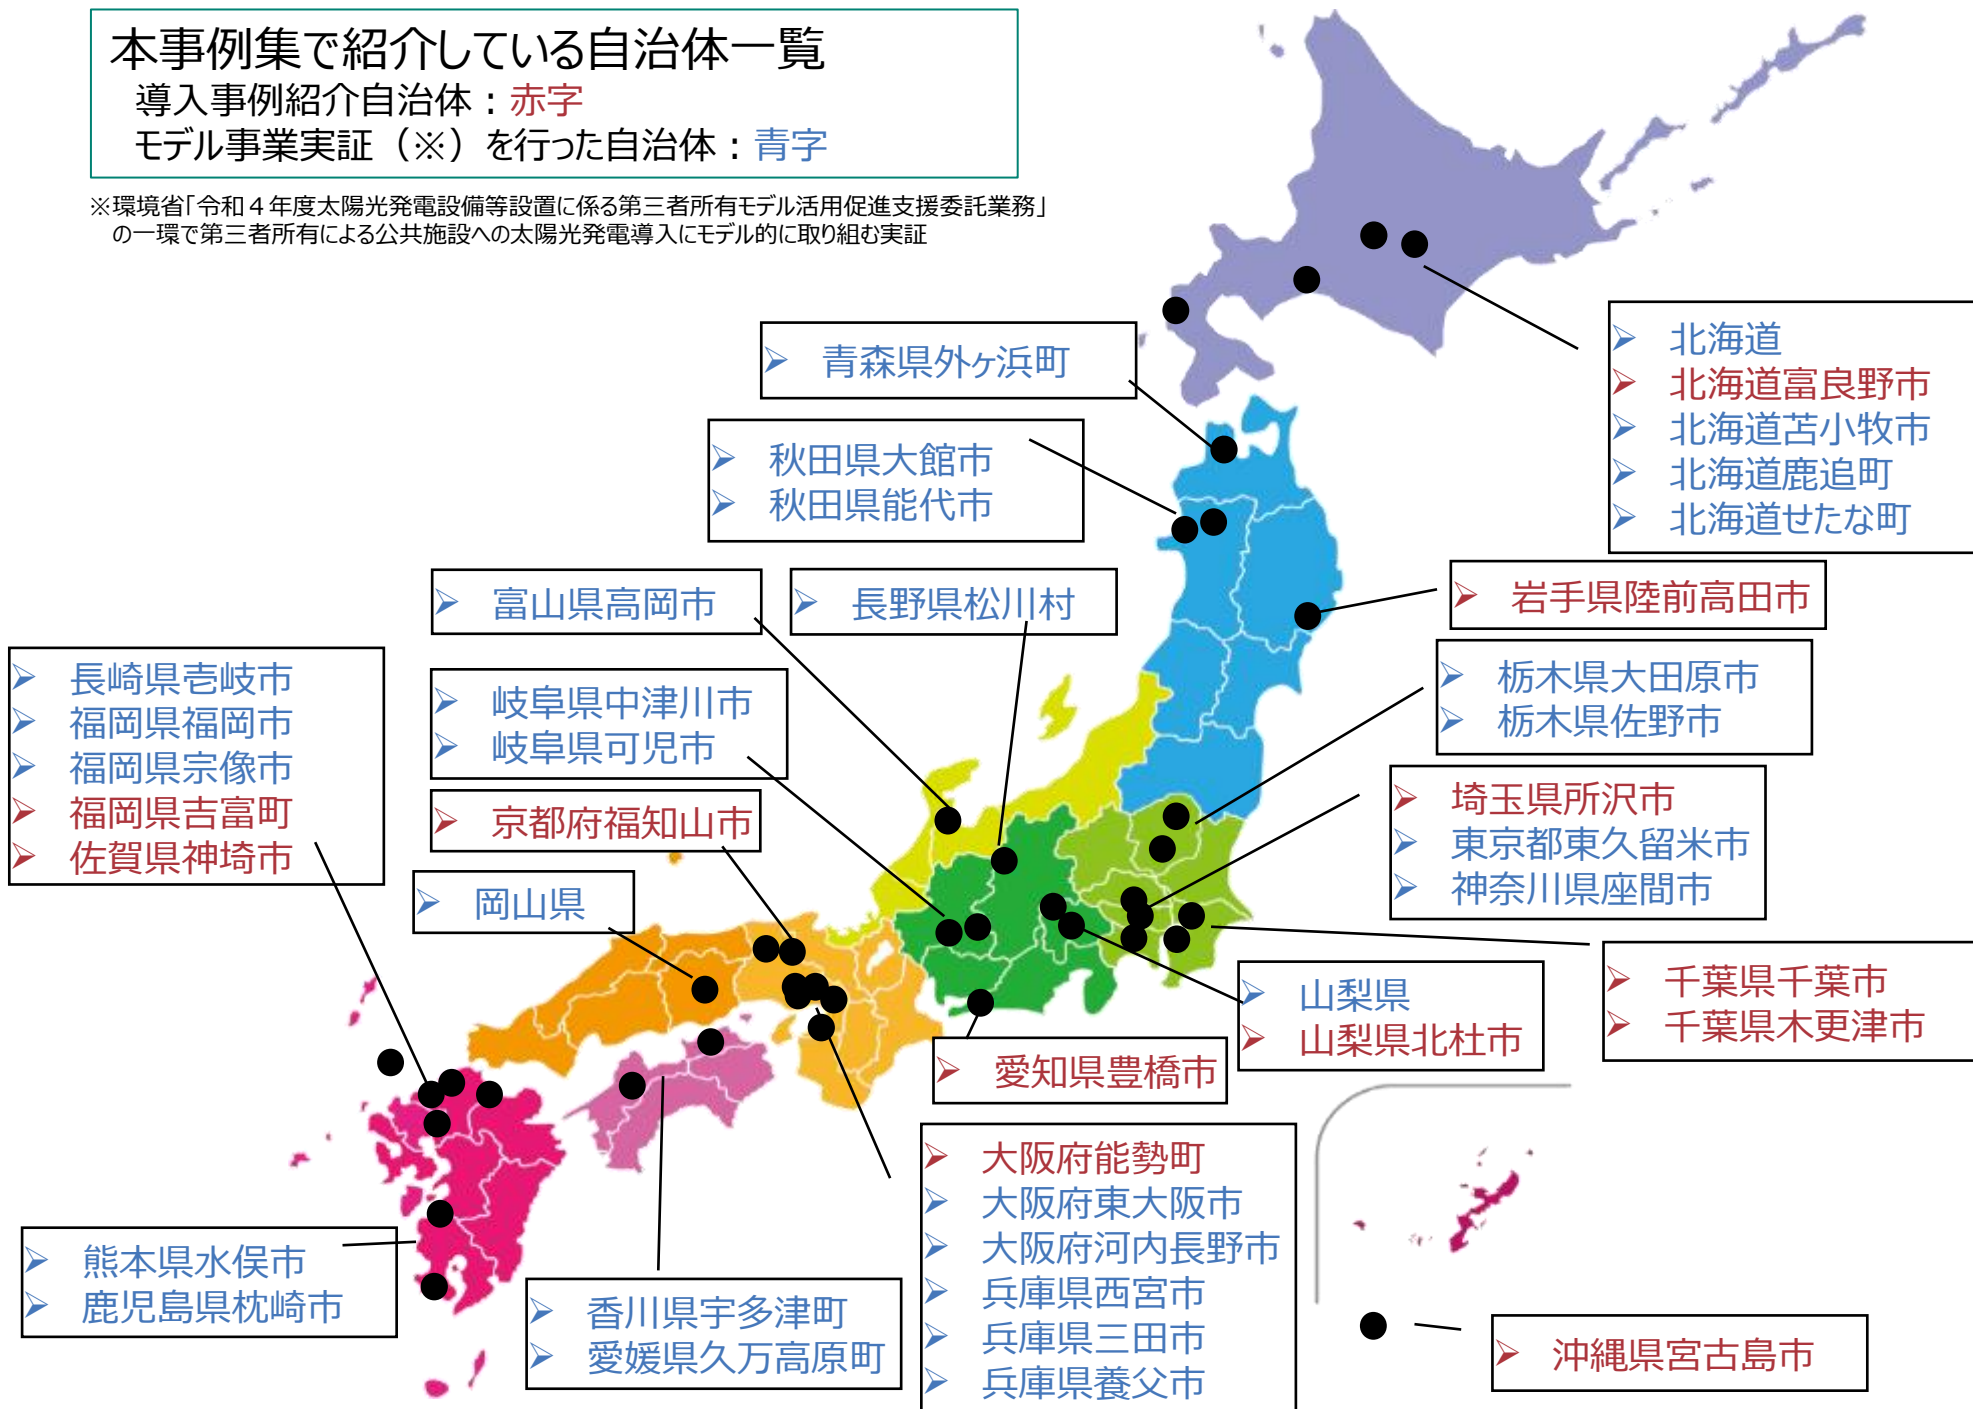 本事例集で紹介している自治体一覧
導入事例紹介自治体：赤字
モデル事業実証（※）を行った自治体：青字
※環境省「令和４年度太陽光発電設備等設置に係る第三者所有モデル活用促進支援委託業務」
の一環で第三者所有による公共施設への太陽光発電導入にモデル的に取り組む実証
➢ 北海道
➢ 北海道富良野市
➢ 北海道苫小牧市
➢ 北海道鹿追町
➢ 北海道せたな町
➢ 青森県外ヶ浜町
➢ 秋田県大館市
➢ 秋田県能代市
➢ 岩手県陸前高田市
➢ 富山県高岡市
➢ 長野県松川村
➢ 栃木県大田原市
➢ 栃木県佐野市
➢ 岐阜県中津川市
➢ 岐阜県可児市
➢ 長崎県壱岐市
➢ 福岡県福岡市
➢ 福岡県宗像市
➢ 福岡県吉富町
➢ 佐賀県神埼市
➢ 京都府福知山市
➢ 埼玉県所沢市
➢ 東京都東久留米市
➢ 神奈川県座間市
➢ 岡山県
➢ 千葉県千葉市
➢ 千葉県木更津市
➢ 山梨県
➢ 山梨県北杜市
➢ 愛知県豊橋市
➢ 大阪府能勢町
➢ 大阪府東大阪市
➢ 大阪府河内長野市
➢ 兵庫県西宮市
➢ 兵庫県三田市
➢ 兵庫県養父市
➢ 熊本県水俣市
➢ 鹿児島県枕崎市
➢ 香川県宇多津町
➢ 愛媛県久万高原町
➢ 沖縄県宮古島市